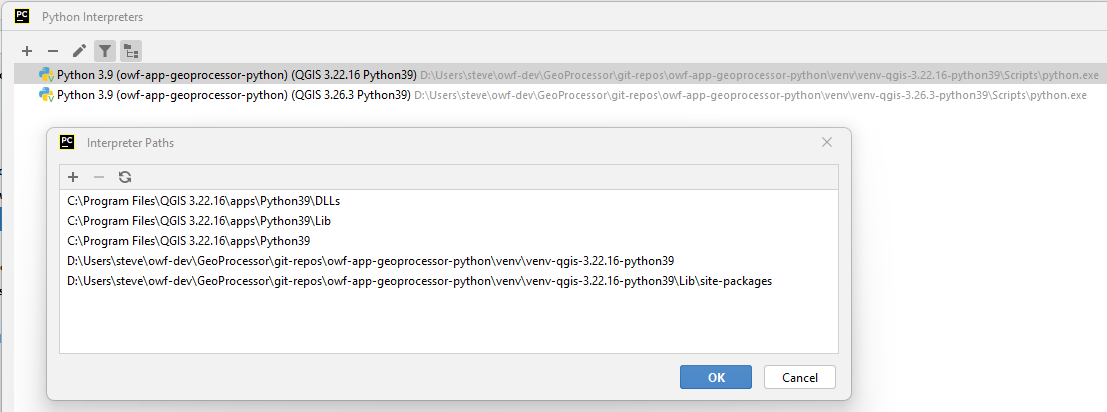 PC Python Interpreters
Python 3.9 (owf-app-geoprocessor-python) (QGIS 3.22.16 Python39) D:\Users\steve\owf-dev\GeoProcessor\git-repos\owf-app-geoprocessor-python\venv\venv-qgis-3.22.16-python39\Scripts\python.exe
Python 3.9 (owf-app-geoprocessor-python) (QGIS 3.26.3 Python39) D:\Users\steve\owf-dev\GeoProcessor\git-repos\owf-app-geoprocessor-python\venv\venv-qgis-3.26.3-python39\Scripts\python.exe
PC Interpreter Paths
C:\Program Files\QGIS 3.22.16\apps\Python39\DLLs
C:\Program Files\QGIS 3.22.16\apps\Python39\Lib
C:\Program Files\QGIS 3.22.16\apps\Python39
D:\Users\steve\owf-dev\GeoProcessor\git-repos\owf-app-geoprocessor-python\venv\venv-qgis-3.22.16-python39
D:\Users\steve\owf-dev\GeoProcessor\git-repos\owf-app-geoprocessor-python\venv\venv-qgis-3.22.16-python39\Lib\site-packages
OK Cancel